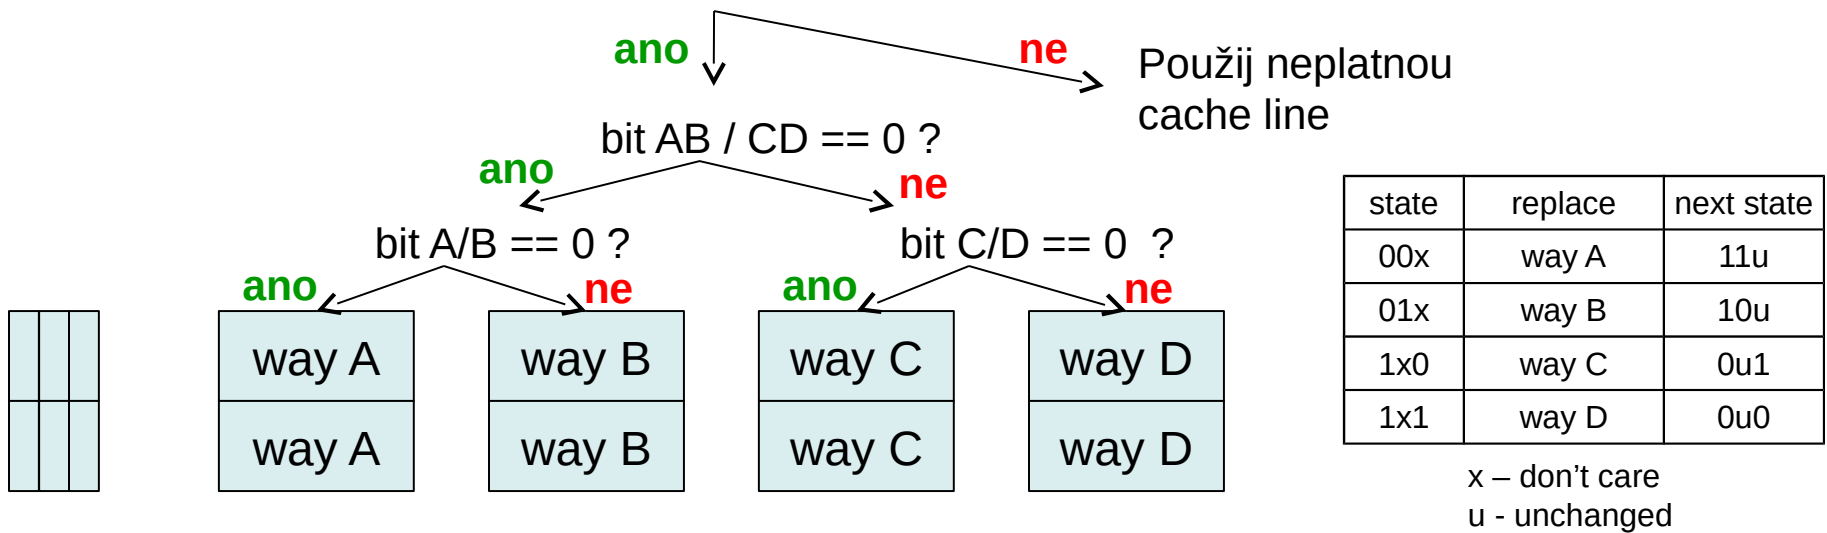 ano
ne
Použij neplatnou
cache line
bit AB / CD == 0 ?
ano
ne
bit A/B == 0 ?
bit C/D == 0 ?
ano
ne
ano
ne
way A
way B
way C
way D
way A
way B
way C
way D
state replace next state
00x way A 11u
01x way B 10u
1x0 way C 0u1
1x1 way D 0u0
x – don’t care
u - unchanged